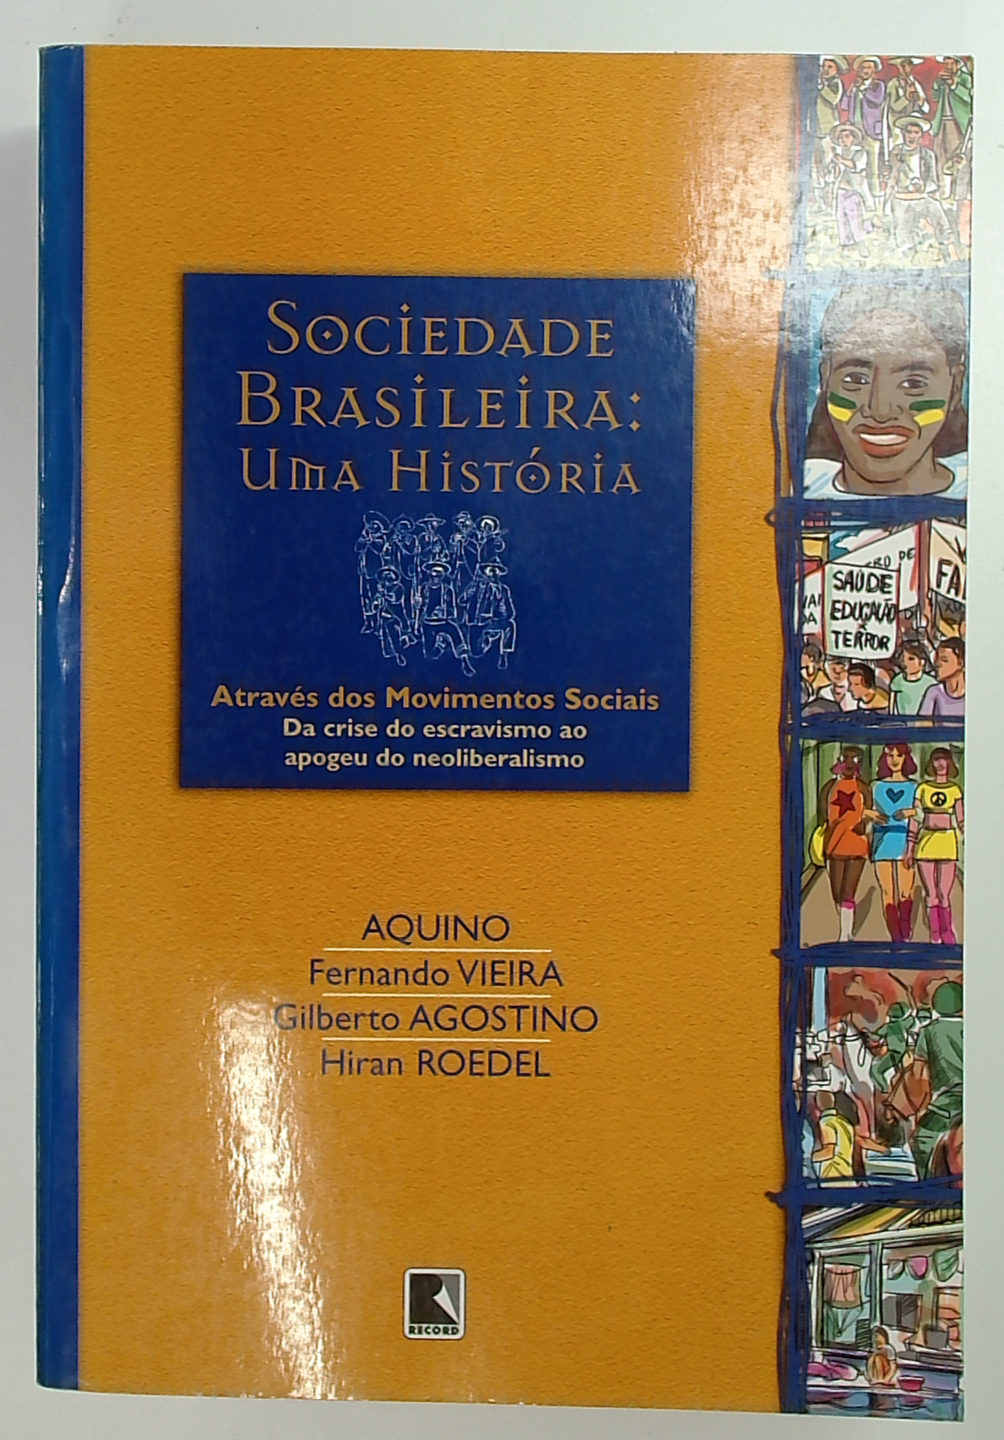 SOCIEDADE
BRASILEIRA:
UMA HISTÓRIA
Através dos Movimentos Sociais
Da crise do escravismo ao
apogeu do neoliberalismo
AQUINO
Fernando VIEIRA
Gilberto AGOSTINO
Hiran ROEDEL
R
RECORD
SAÚDE
EDUCAÇÃO
TERROR